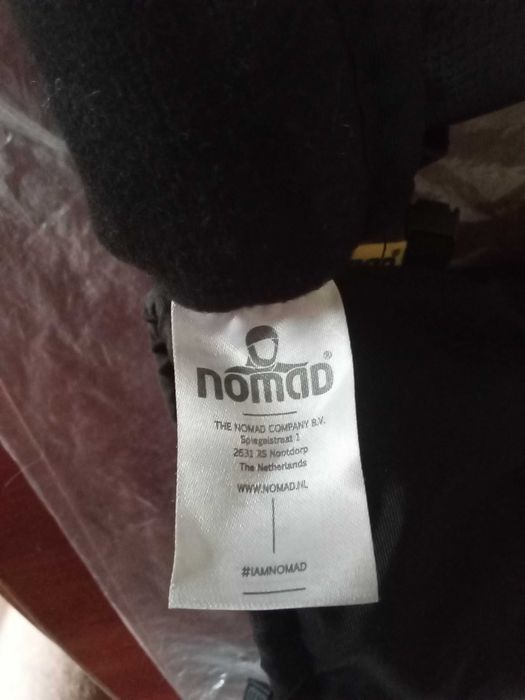 nomad®
THE NOMAD COMPANY B.V.
Spiegelstraat 1
2631 RS Nootdorp
The Netherlands
WWW.NOMAD.NL
#IAMNOMAD